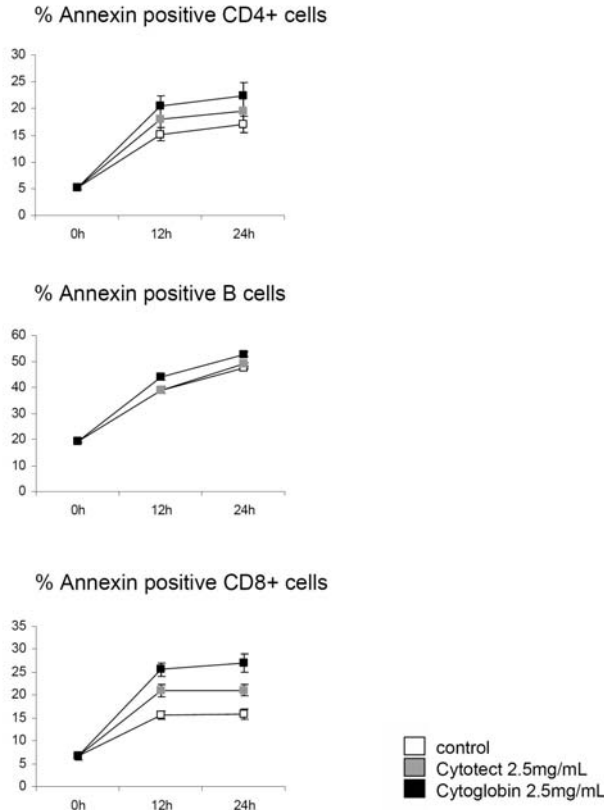 % Annexin positive CD4+ cells
30
25
20
15
10
5
0
0h 12h 24h
% Annexin positive B cells
60
50
40
30
20
10
0
0h 12h 24h
% Annexin positive CD8+ cells
35
30
25
20
15
10
5
0
0h 12h 24h
control
Cytotect 2.5mg/mL
Cytoglobin 2.5mg/mL